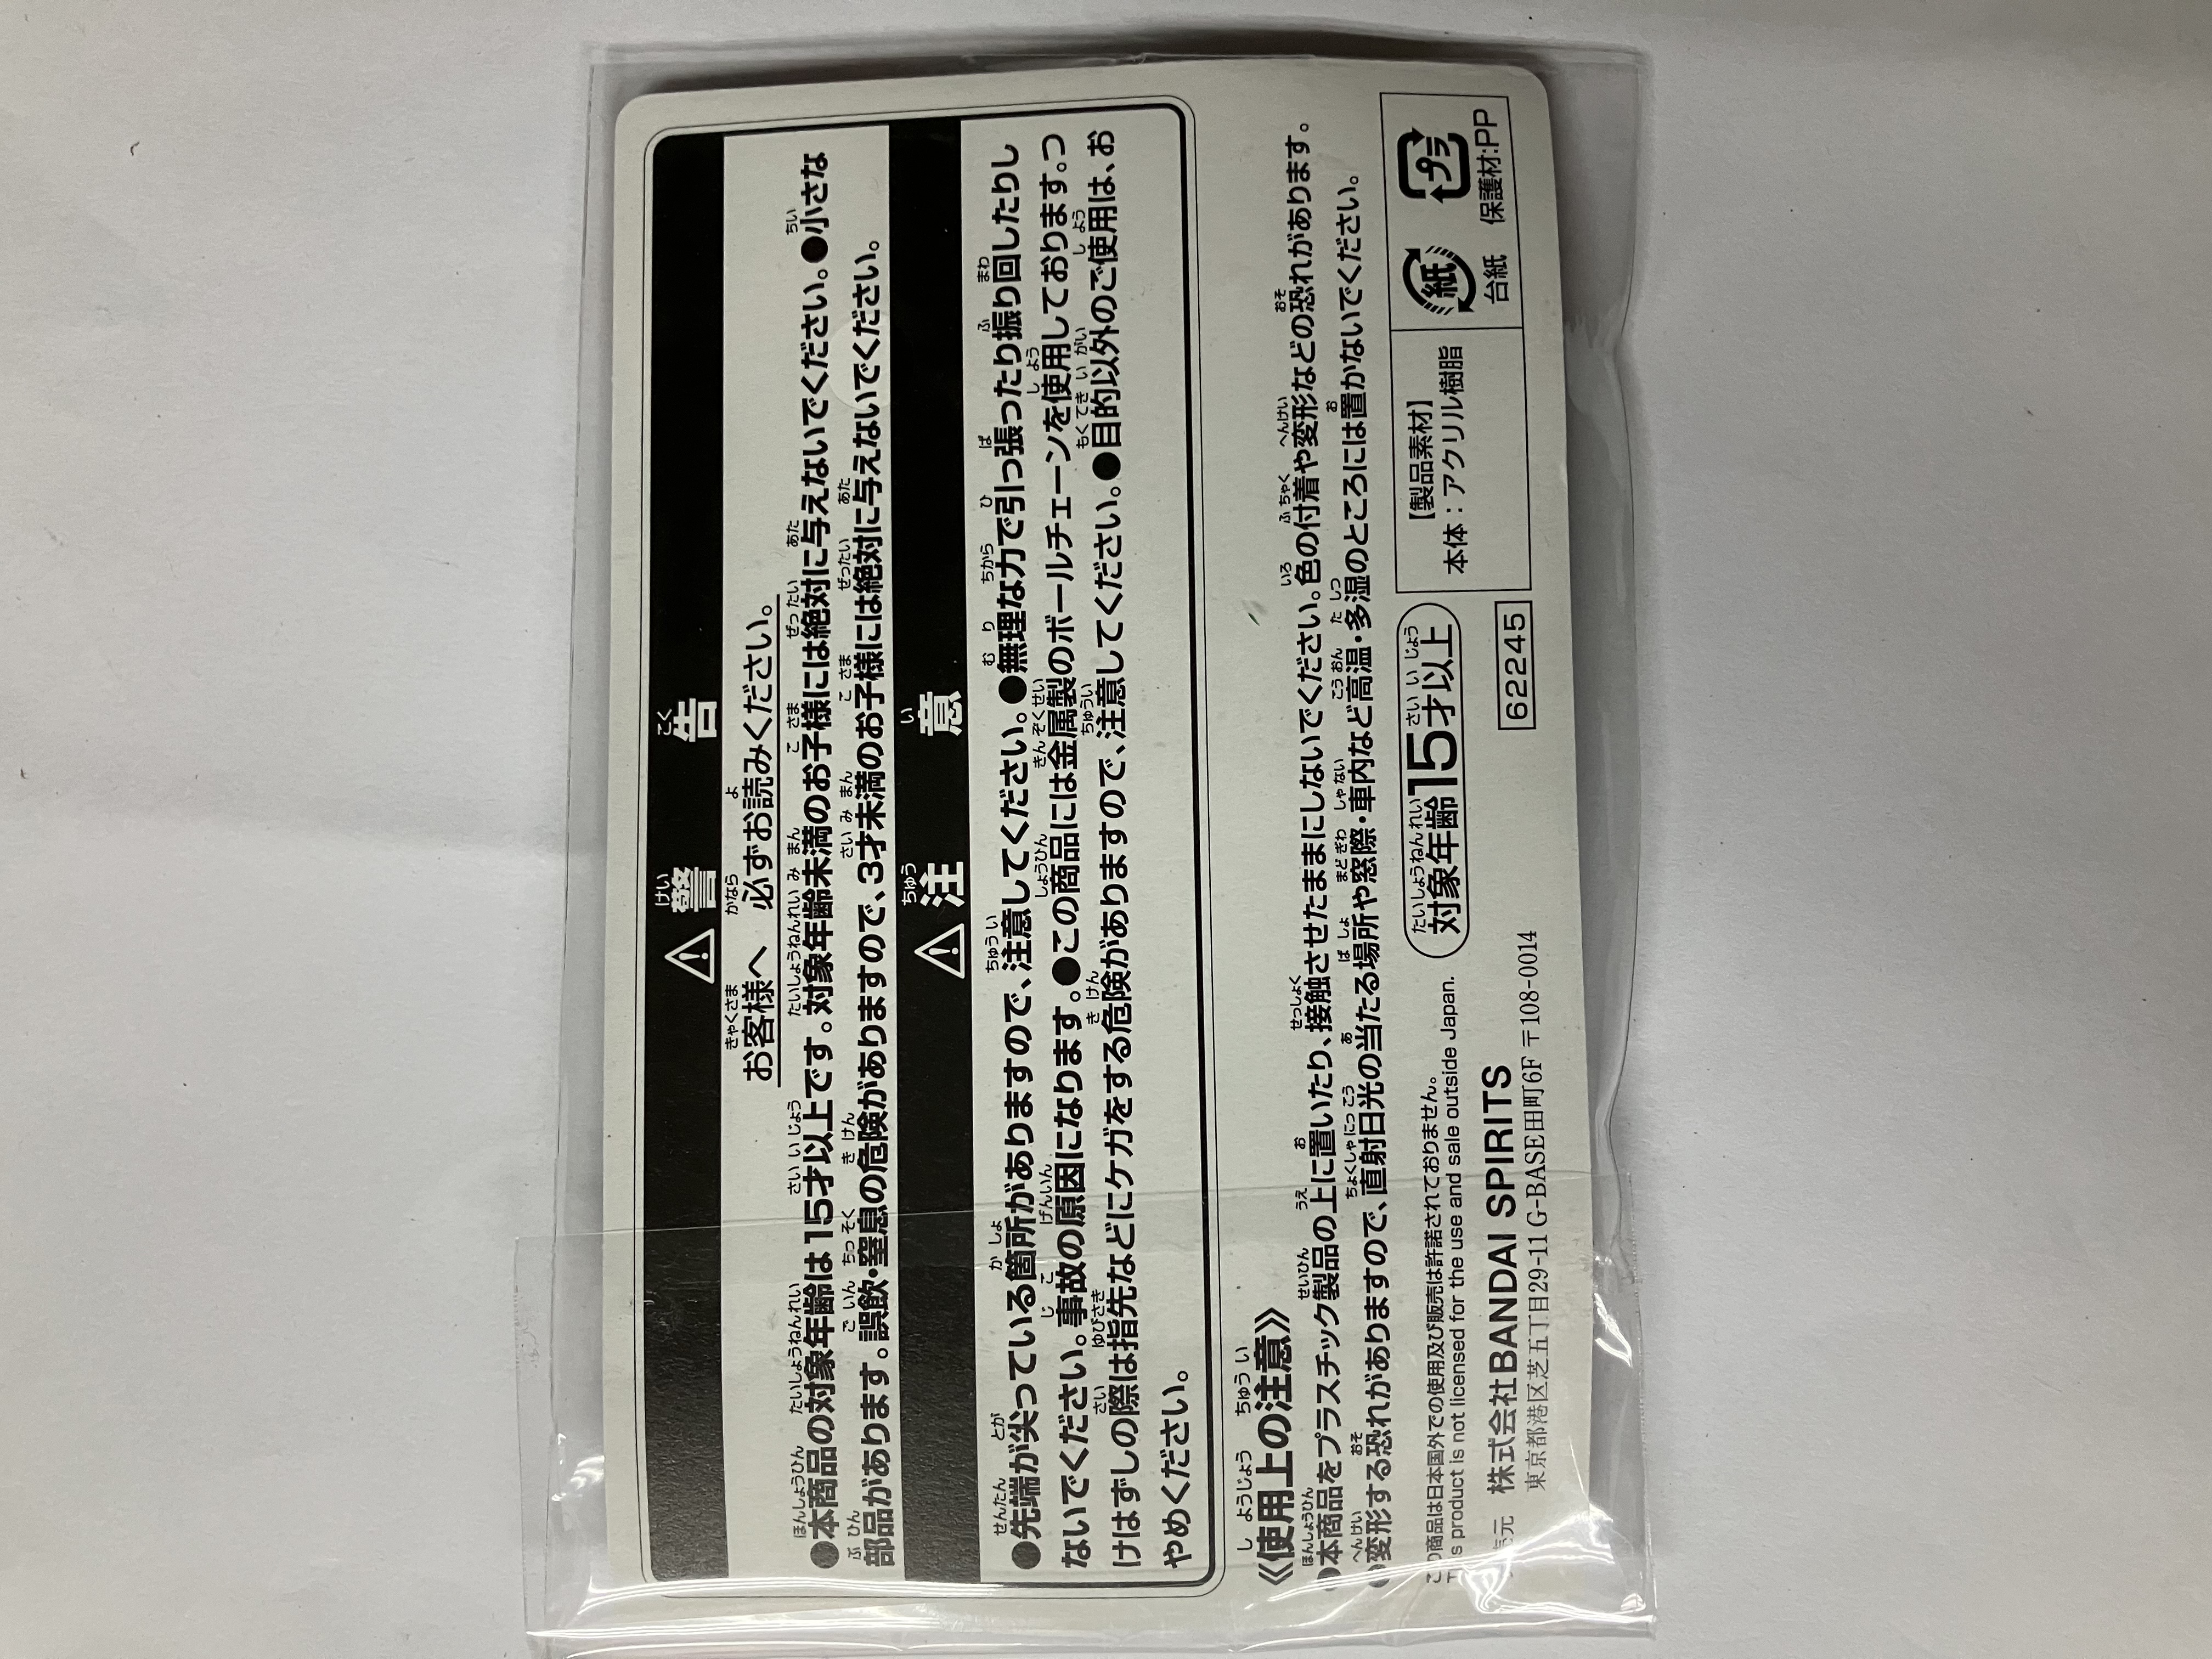 警告
お客様へ 必ずお読みください。
●本商品の対象年齢は15才以上です。対象年齢未満のお子様には絶対に与えないでください。●小さな
部品があります。誤飲・窒息の危険がありますので、3才未満のお子様には絶対に与えないでください。
注意
●先端が尖っている箇所がありますので、注意してください。●無理な力で引っ張ったり振り回したりし
ないでください。事故の原因になります。●この商品には金属製のボールチェーンを使用しております。つ
けはずしの際は指先などにケガをする危険がありますので、注意してください。●目的以外のご使用は、お
やめください。
《使用上の注意》
●本商品をプラスチック製品の上に置いたり、接触させたままにしないでください。色の付着や変形などの恐れがあります。
●変形する恐れがありますので、直射日光の当たる場所や窓際・車内など高温・多湿のところには置かないでください。
この商品は日本国外での使用及び販売は許諾されておりません。
This product is not licensed for the use and sale outside Japan.
対象年齢15才以上
【製品素材】
本体：アクリル樹脂
紙
台紙
プラ
保護材:PP
元 株式会社BANDAI SPIRITS
東京都港区芝五丁目29-11 G-BASE田町6F 〒108-0014
62245